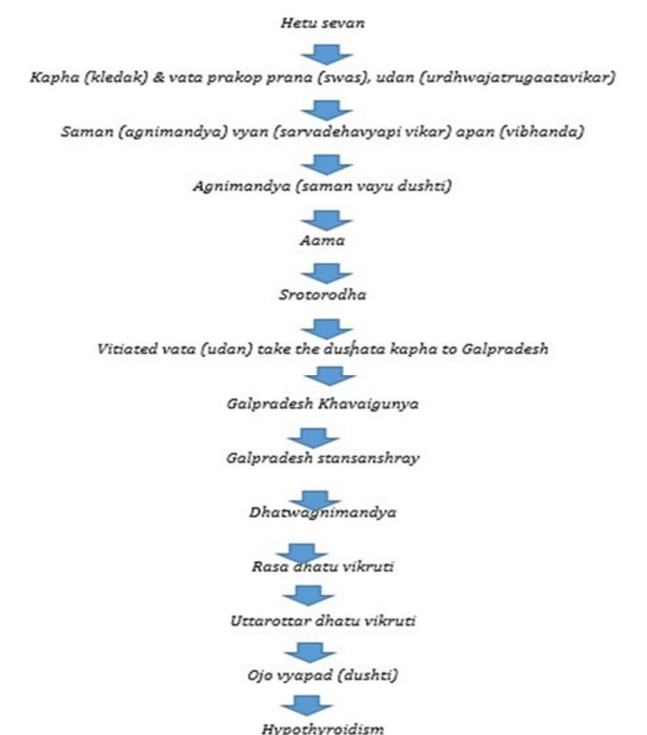 Hetu sevan
Kapha (kledak) & vata prakop prana (swas), udan (urdhwajatrugaatavikar)
Saman (agnimandya) vyan (sarvadehavyapi vikar) apan (vibhanda)
Agnimandya (saman vayu dushti)
Aama
Srotorodha
Vitiated vata (udan) take the dushata kapha to Galpradesh
Galpradesh Khavaigunya
Galpradesh stansanshray
Dhatwagnimandya
Rasa dhatu vikruti
Uttarottar dhatu vikruti
Ojo vyapad (dushti)
Hypothyroidism